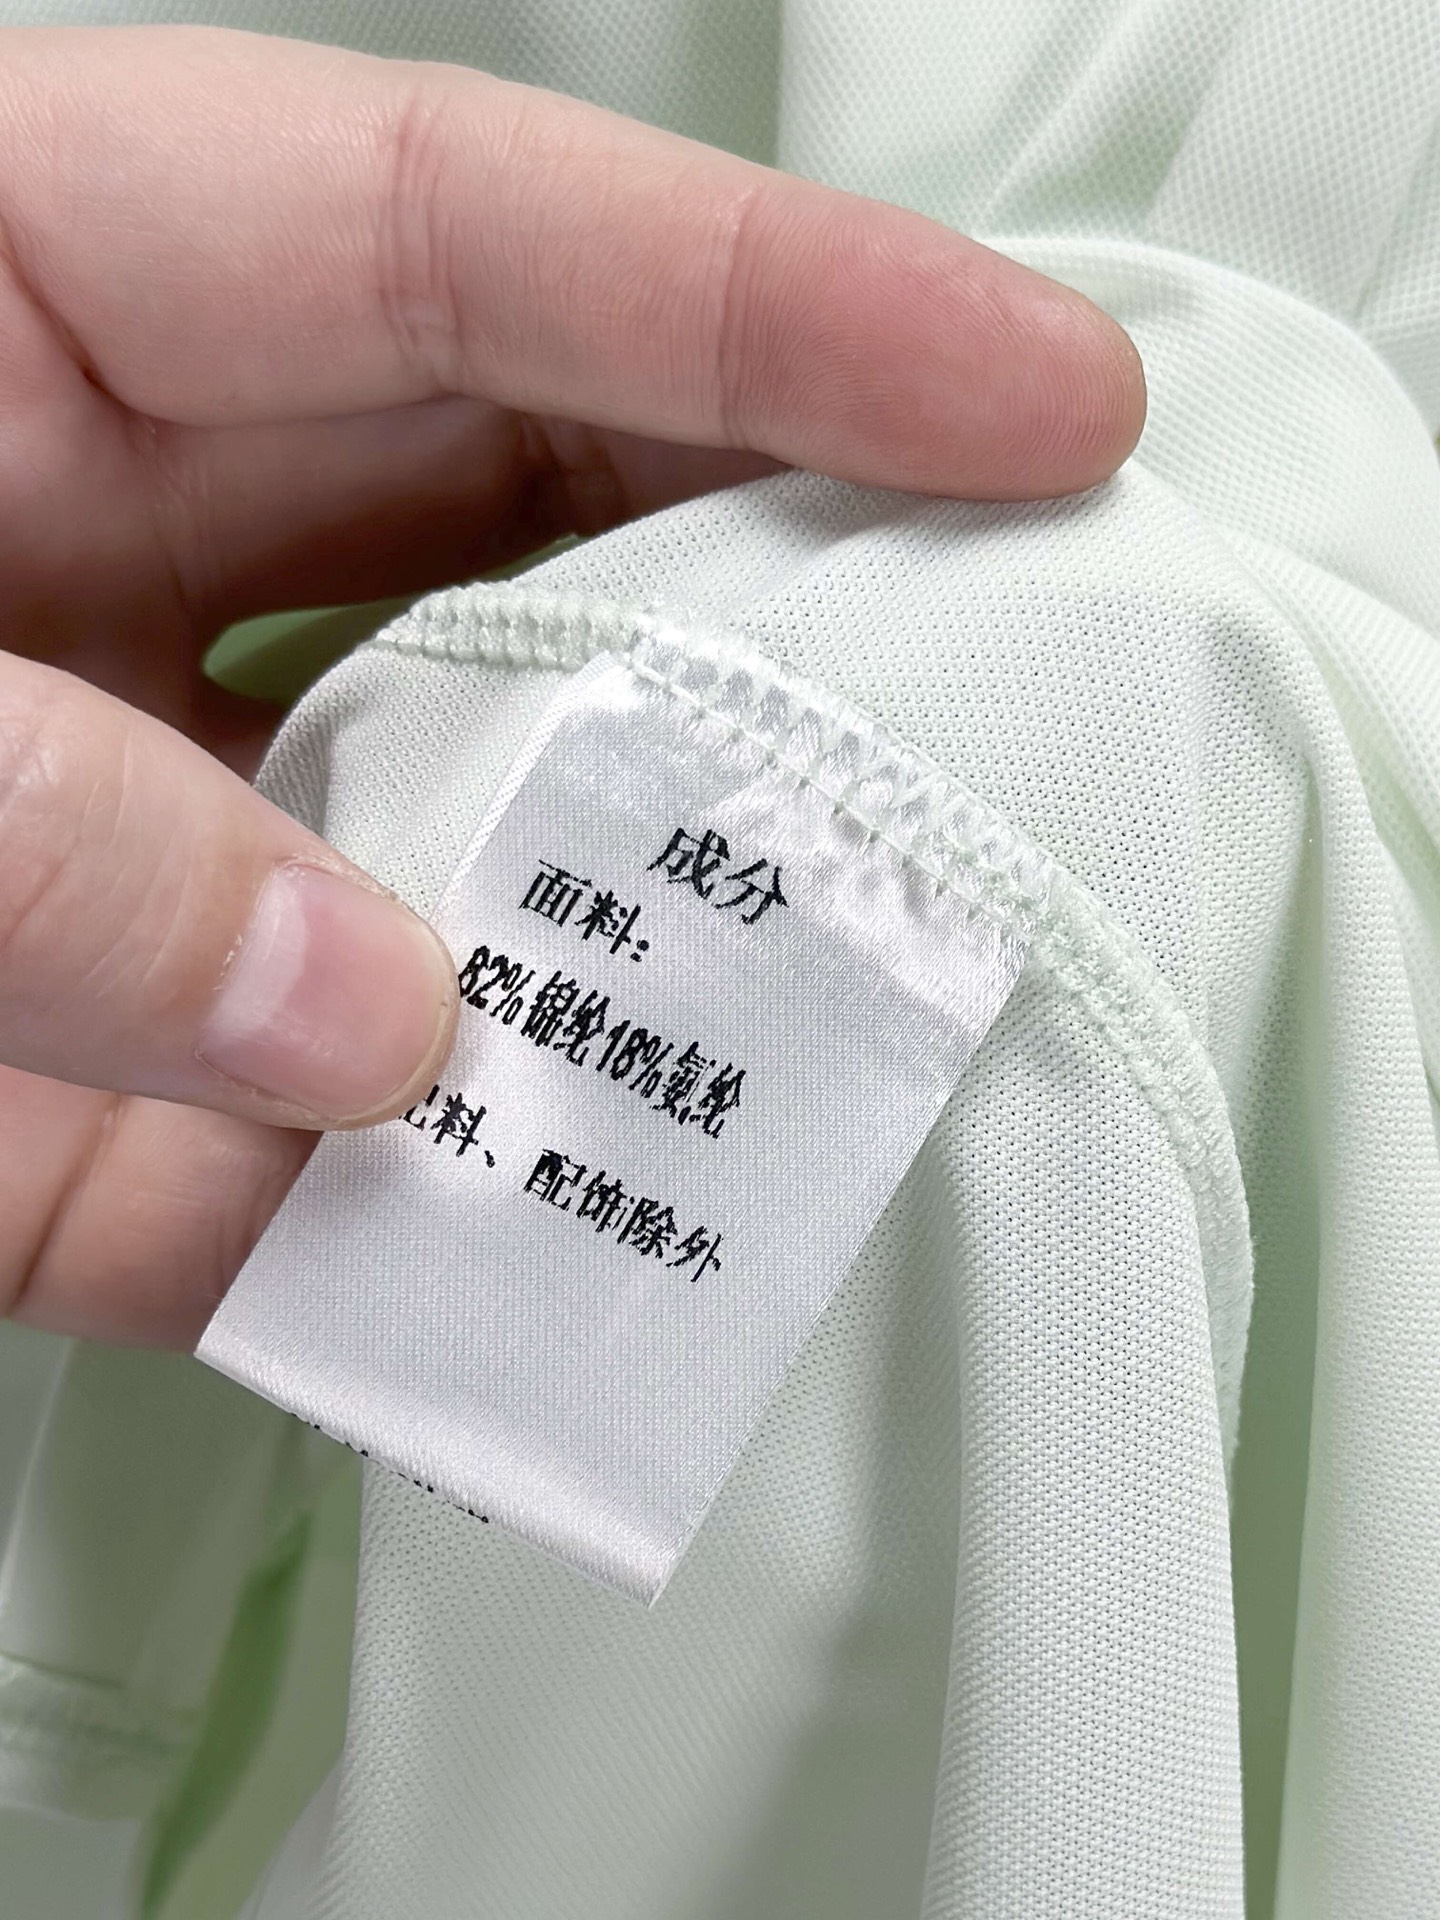 成分
面料：
82%锦纶18%氨纶
料、配饰除外